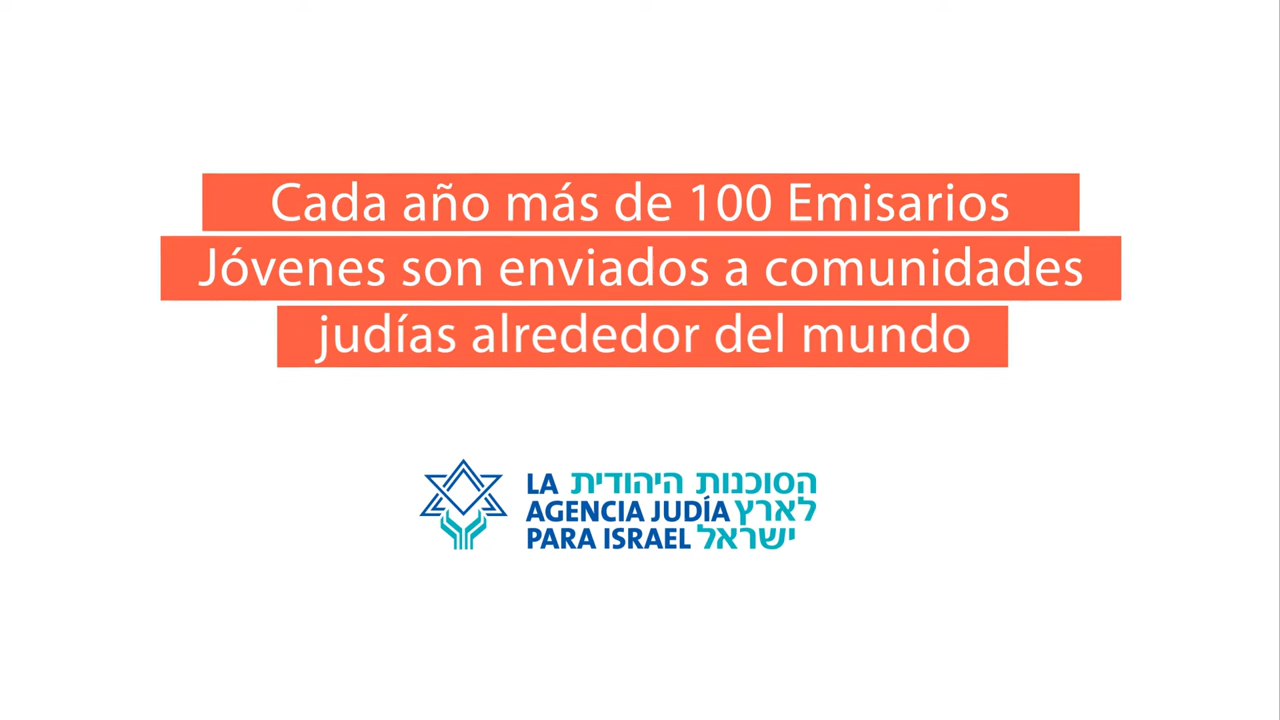 Cada año más de 100 Emisarios
Jóvenes son enviados a comunidades
judías alrededor del mundo
LA הסוכנות היהודית
AGENCIA JUDÍA לארץ
PARA ISRAEL ישראל